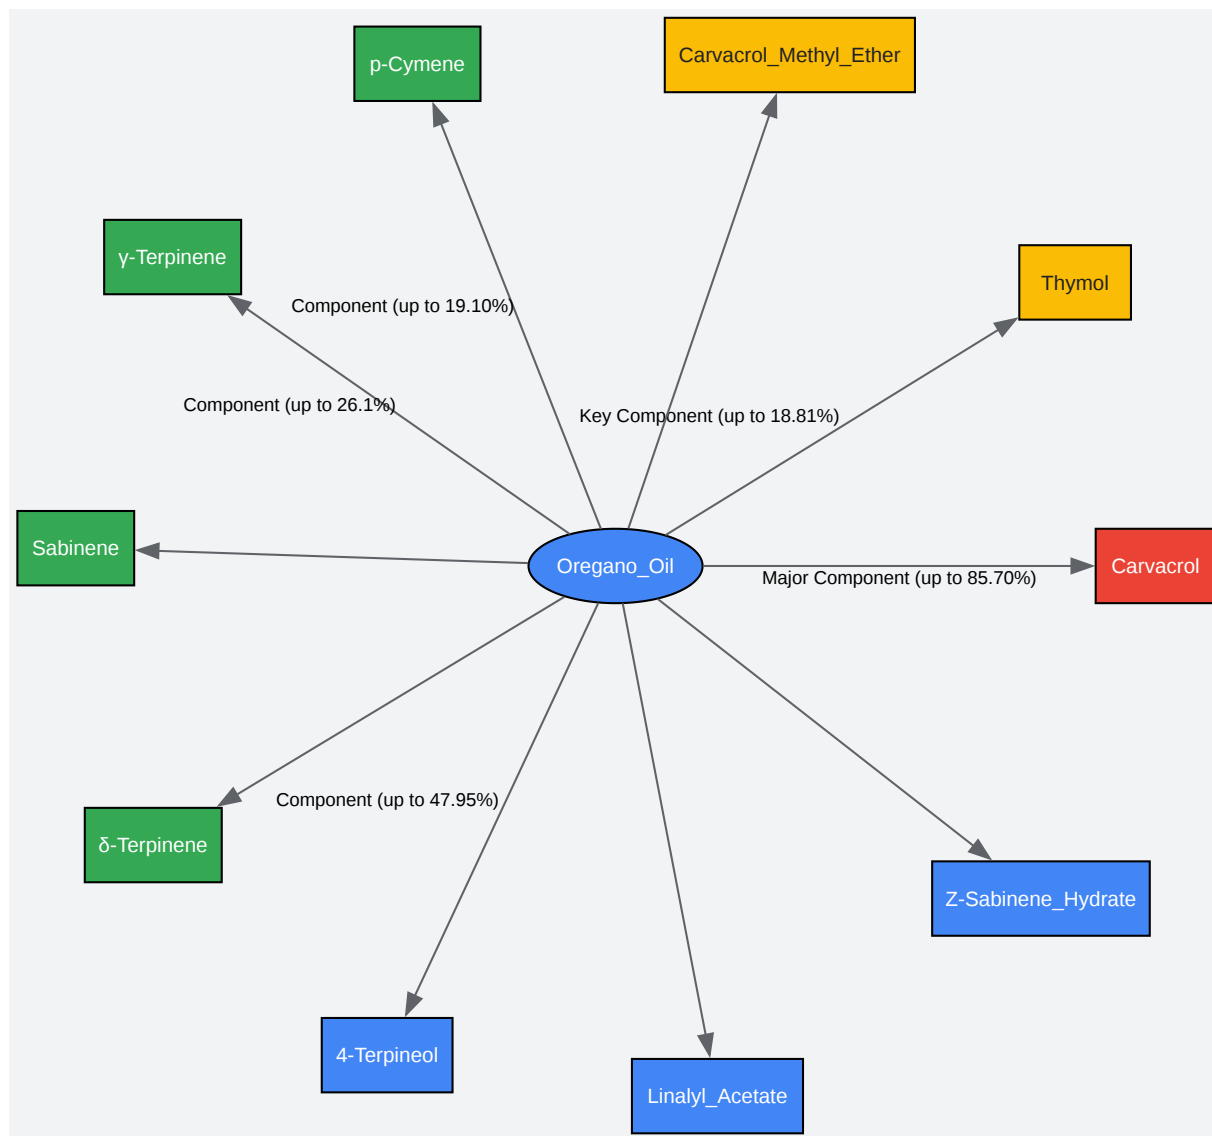 Carvacrol_Methyl_Ether
p-Cymene
γ-Terpinene
Thymol
Component (up to 19.10%)
Component (up to 26.1%)
Key Component (up to 18.81%)
Sabinene
Oregano_Oil
Carvacrol
Major Component (up to 85.70%)
Component (up to 47.95%)
δ-Terpinene
Z-Sabinene_Hydrate
4-Terpineol
Linalyl_Acetate